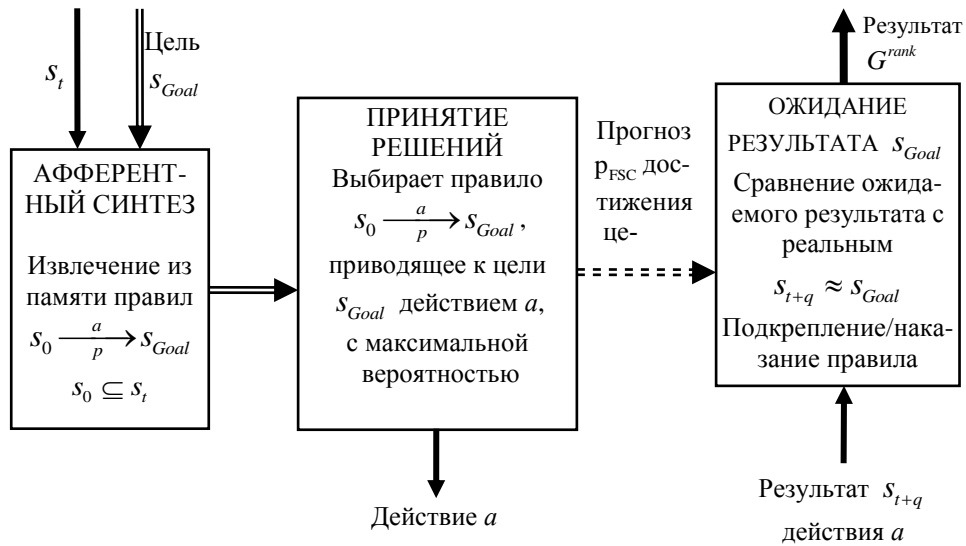 s_t
Цель
s_Goal
АФФЕРЕНТ-
НЫЙ СИНТЕЗ
Извлечение из
памяти правил
s_0 —a/p→ s_Goal
s_0 ⊆ s_t
ПРИНЯТИЕ
РЕШЕНИЙ
Выбирает правило
s_0 —a/p→ s_Goal ,
приводящее к цели
s_Goal действием a,
с максимальной
вероятностью
Действие a
Прогноз
p_FSC дос-
тижения
це-
Результат
G^rank
ОЖИДАНИЕ
РЕЗУЛЬТАТА s_Goal
Сравнение ожида-
емого результата с
реальным
s_{t+q} ≈ s_Goal
Подкрепление/нака-
зание правила
Результат s_{t+q}
действия a